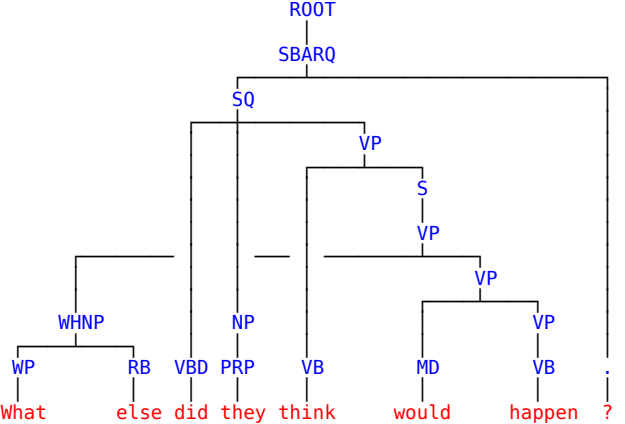 ROOT
SBARQ
SQ
VP
S
VP
VP
WHNP NP VP
WP RB VBD PRP VB MD VB .
What else did they think would happen ?